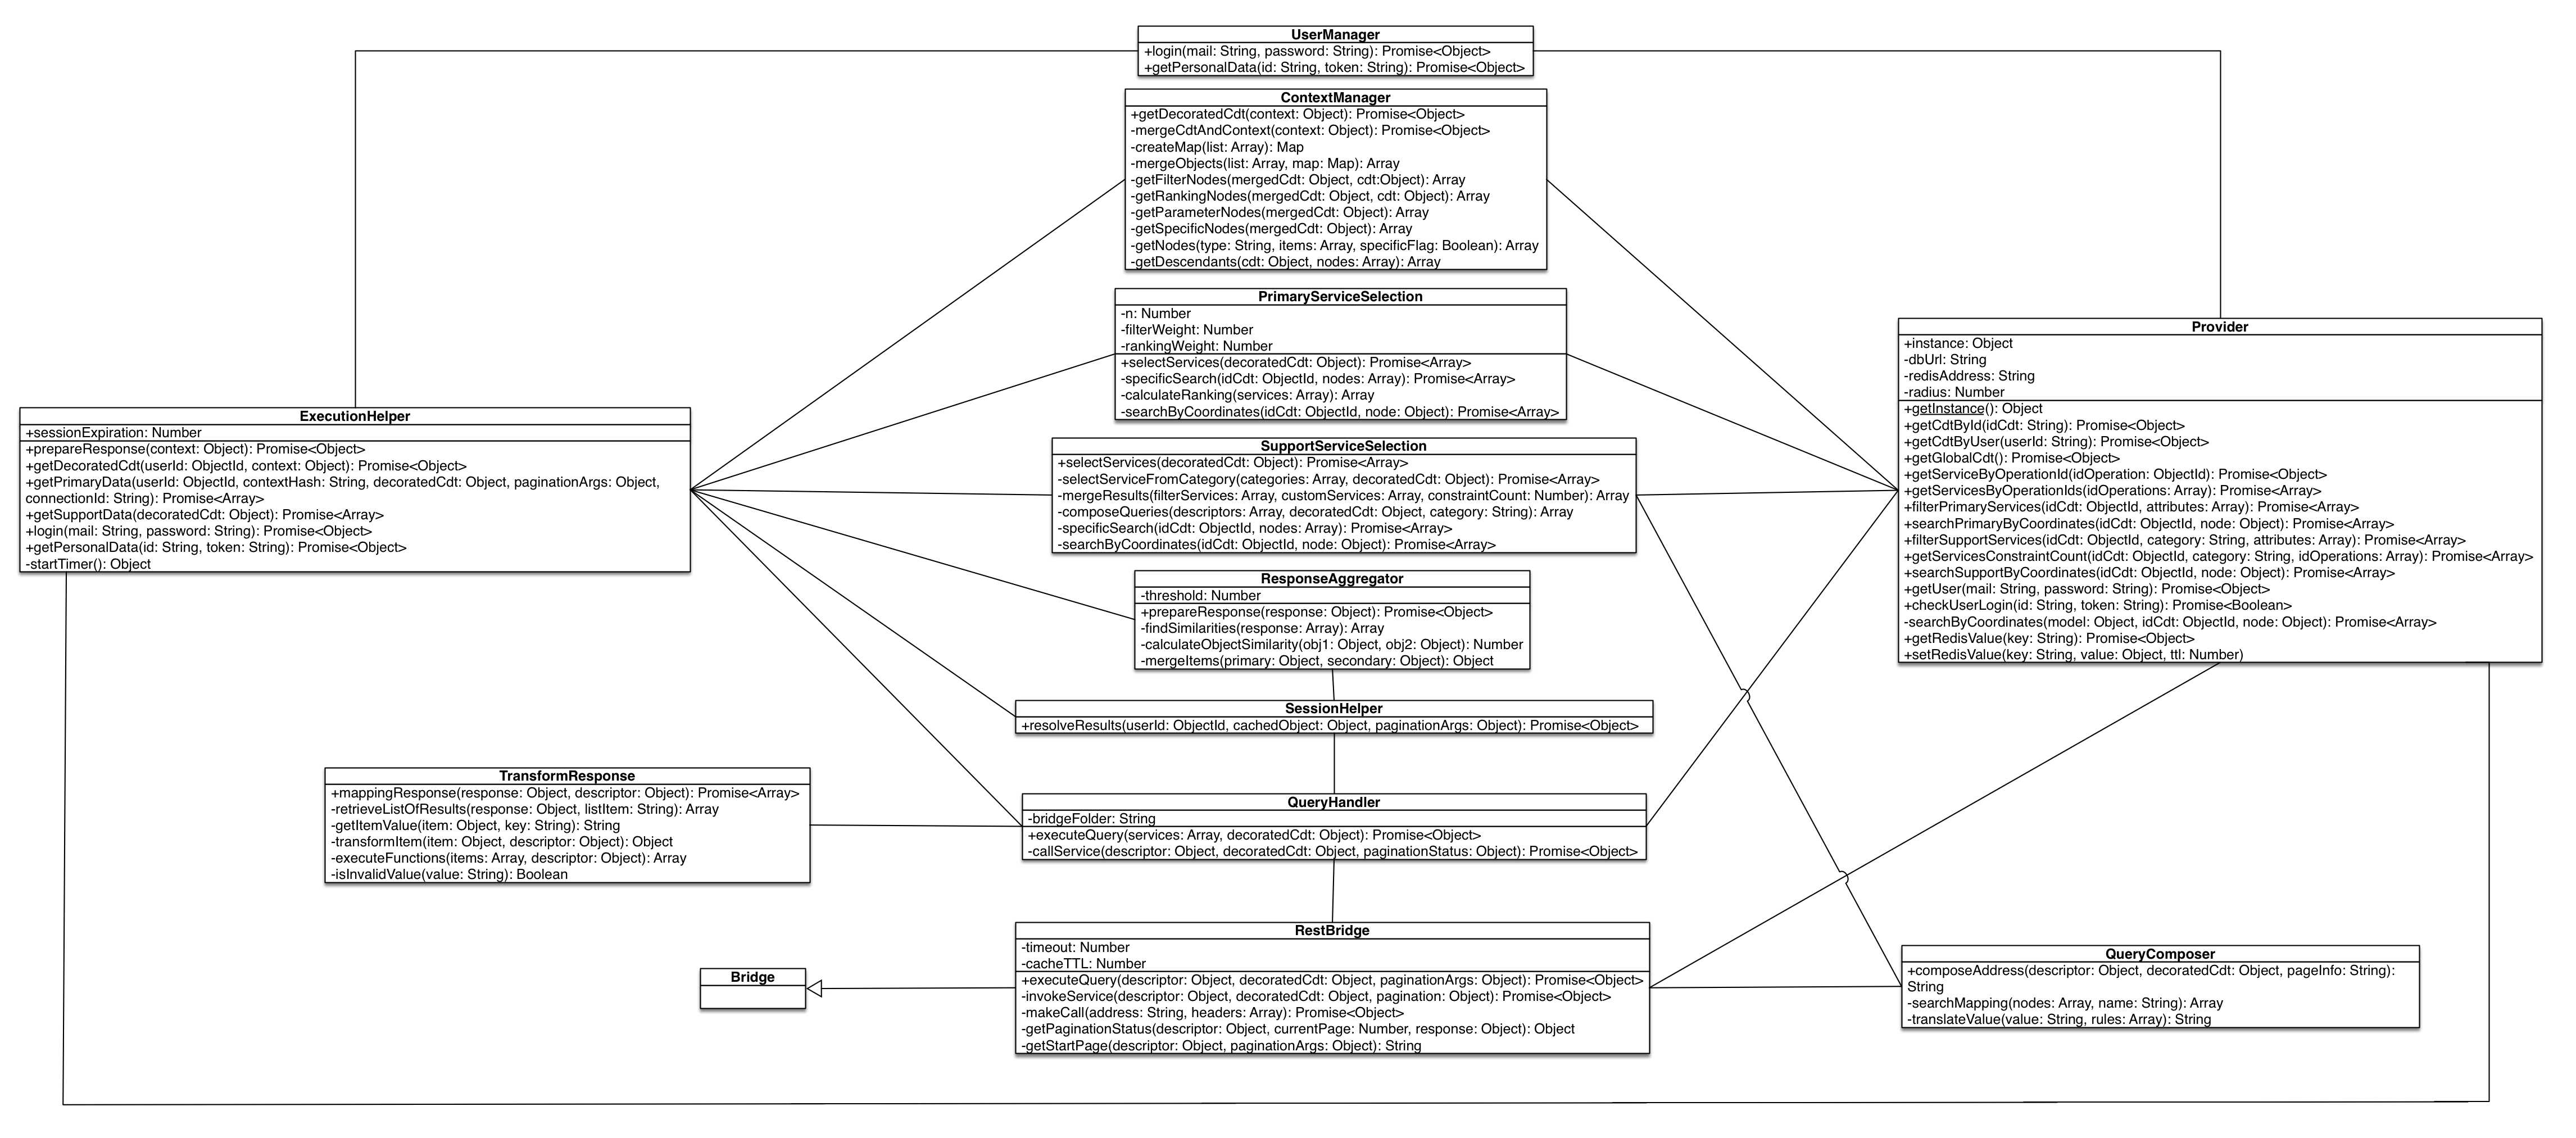 UserManager
+login(mail: String, password: String): Promise<Object>
+getPersonalData(id: String, token: String): Promise<Object>
ContextManager
+getDecoratedCdt(context: Object): Promise<Object>
-mergeCdtAndContext(context: Object): Promise<Object>
-createMap(list: Array): Map
-mergeObjects(list: Array, map: Map): Array
-getFilterNodes(mergedCdt: Object, cdt:Object): Array
-getRankingNodes(mergedCdt: Object, cdt: Object): Array
-getParameterNodes(mergedCdt: Object): Array
-getSpecificNodes(mergedCdt: Object): Array
-getNodes(type: String, items: Array, specificFlag: Boolean): Array
-getDescendants(cdt: Object, nodes: Array): Array
PrimaryServiceSelection
-n: Number
-filterWeight: Number
-rankingWeight: Number
+selectServices(decoratedCdt: Object): Promise<Array>
-specificSearch(idCdt: ObjectId, nodes: Array): Promise<Array>
-calculateRanking(services: Array): Array
-searchByCoordinates(idCdt: ObjectId, node: Object): Promise<Array>
Provider
+instance: Object
-dbUrl: String
-redisAddress: String
-radius: Number
+getInstance(): Object
+getCdtById(idCdt: String): Promise<Object>
+getCdtByUser(userId: String): Promise<Object>
+getGlobalCdt(): Promise<Object>
+getServiceByOperationId(idOperation: ObjectId): Promise<Object>
+getServicesByOperationIds(idOperations: Array): Promise<Array>
+filterPrimaryServices(idCdt: ObjectId, attributes: Array): Promise<Array>
+searchPrimaryByCoordinates(idCdt: ObjectId, node: Object): Promise<Array>
+filterSupportServices(idCdt: ObjectId, category: String, attributes: Array): Promise<Array>
+getServicesConstraintCount(idCdt: ObjectId, category: String, idOperations: Array): Promise<Array>
+searchSupportByCoordinates(idCdt: ObjectId, node: Object): Promise<Array>
+getUser(mail: String, password: String): Promise<Object>
+checkUserLogin(id: String, token: String): Promise<Boolean>
-searchByCoordinates(model: Object, idCdt: ObjectId, node: Object): Promise<Array>
+getRedisValue(key: String): Promise<Object>
+setRedisValue(key: String, value: Object, ttl: Number)
ExecutionHelper
+sessionExpiration: Number
+prepareResponse(context: Object): Promise<Object>
+getDecoratedCdt(userId: ObjectId, context: Object): Promise<Object>
+getPrimaryData(userId: ObjectId, contextHash: String, decoratedCdt: Object, paginationArgs: Object,
connectionId: String): Promise<Array>
+getSupportData(decoratedCdt: Object): Promise<Array>
+login(mail: String, password: String): Promise<Object>
+getPersonalData(id: String, token: String): Promise<Object>
-startTimer(): Object
SupportServiceSelection
+selectServices(decoratedCdt: Object): Promise<Array>
-selectServiceFromCategory(categories: Array, decoratedCdt: Object): Promise<Array>
-mergeResults(filterServices: Array, customServices: Array, constraintCount: Number): Array
-composeQueries(descriptors: Array, decoratedCdt: Object, category: String): Array
-specificSearch(idCdt: ObjectId, nodes: Array): Promise<Array>
-searchByCoordinates(idCdt: ObjectId, node: Object): Promise<Array>
ResponseAggregator
-threshold: Number
+prepareResponse(response: Object): Promise<Object>
-findSimilarities(response: Array): Array
-calculateObjectSimilarity(obj1: Object, obj2: Object): Number
-mergeItems(primary: Object, secondary: Object): Object
SessionHelper
+resolveResults(userId: ObjectId, cachedObject: Object, paginationArgs: Object): Promise<Object>
TransformResponse
+mappingResponse(response: Object, descriptor: Object): Promise<Array>
-retrieveListOfResults(response: Object, listItem: String): Array
-getItemValue(item: Object, key: String): String
-transformItem(item: Object, descriptor: Object): Object
-executeFunctions(items: Array, descriptor: Object): Array
-isInvalidValue(value: String): Boolean
QueryHandler
-bridgeFolder: String
+executeQuery(services: Array, decoratedCdt: Object): Promise<Object>
-callService(descriptor: Object, decoratedCdt: Object, paginationStatus: Object): Promise<Object>
RestBridge
-timeout: Number
-cacheTTL: Number
+executeQuery(descriptor: Object, decoratedCdt: Object, paginationArgs: Object): Promise<Object>
-invokeService(descriptor: Object, decoratedCdt: Object, pagination: Object): Promise<Object>
-makeCall(address: String, headers: Array): Promise<Object>
-getPaginationStatus(descriptor: Object, currentPage: Number, response: Object): Object
-getStartPage(descriptor: Object, paginationArgs: Object): String
Bridge
QueryComposer
+composeAddress(descriptor: Object, decoratedCdt: Object, pageInfo: String):
String
-searchMapping(nodes: Array, name: String): Array
-translateValue(value: String, rules: Array): String